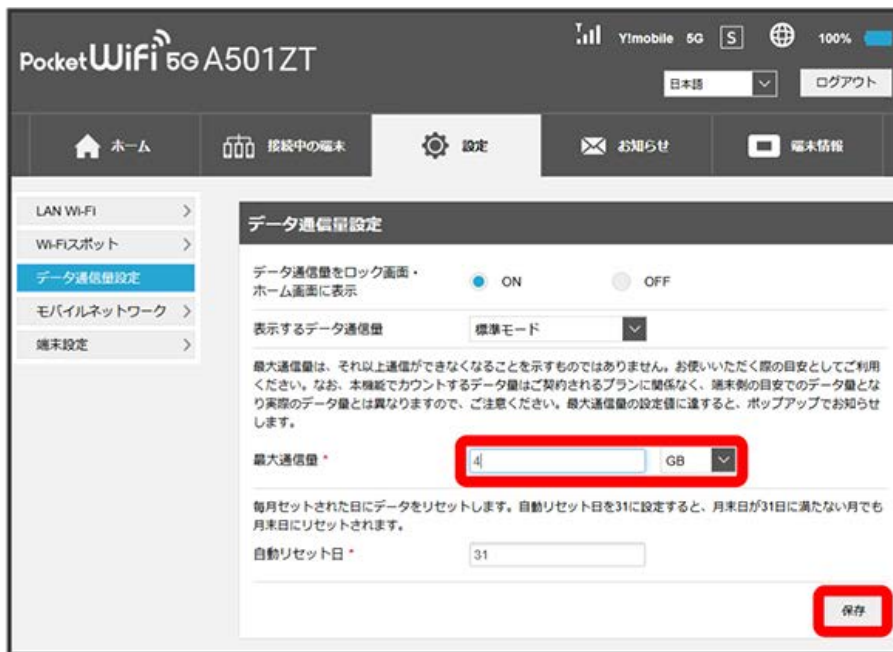 Pocket WiFi 5G A501ZT
Y!mobile 5G S 100%
日本語
ログアウト
ホーム
接続中の端末
設定
お知らせ
端末情報
LAN Wi-Fi
Wi-Fiスポット
データ通信量設定
モバイルネットワーク
端末設定
データ通信量設定
データ通信量をロック画面・
ホーム画面に表示
ON
OFF
表示するデータ通信量
標準モード
最大通信量は、それ以上通信ができなくなることを示すものではありません。お使いいただく際の目安としてご利用
ください。なお、本機能でカウントするデータ量はご契約されるプランに関係なく、端末側の目安でのデータ量とな
り実際のデータ量とは異なりますので、ご注意ください。最大通信量の設定値に達すると、ポップアップでお知らせ
します。
最大通信量 *
4
GB
毎月セットされた日にデータをリセットします。自動リセット日を31に設定すると、月末日が31日に満たない月でも
月末日にリセットされます。
自動リセット日 *
31
保存